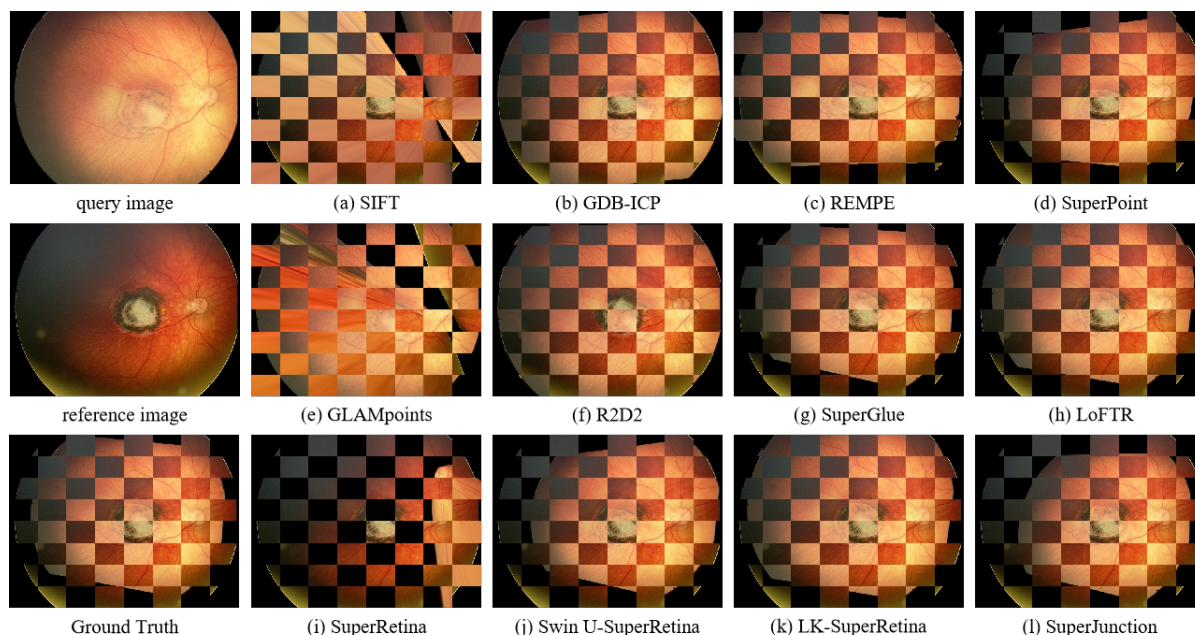 query image
(a) SIFT
(b) GDB-ICP
(c) REMPE
(d) SuperPoint
reference image
(e) GLAMpoints
(f) R2D2
(g) SuperGlue
(h) LoFTR
Ground Truth
(i) SuperRetina
(j) Swin U-SuperRetina
(k) LK-SuperRetina
(l) SuperJunction